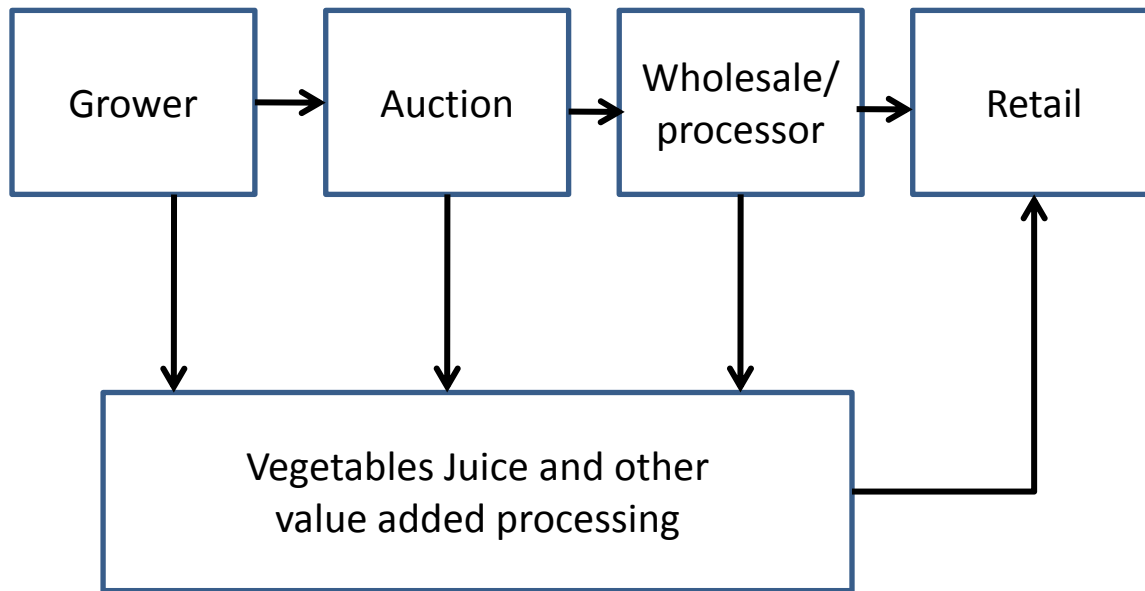 Grower
Auction
Wholesale/
processor
Retail
Vegetables Juice and other
value added processing